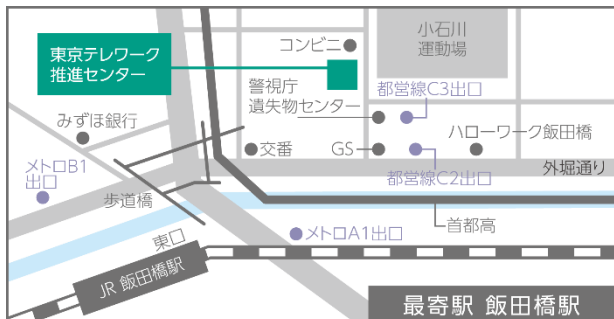 東京テレワーク
推進センター
コンビニ
小石川
運動場
警視庁
遺失物センター
都営線C3出口
みずほ銀行
メトロB1
出口
交番
GS
ハローワーク飯田橋
都営線C2出口
外堀通り
歩道橋
首都高
メトロA1出口
東口
JR 飯田橋駅
最寄駅 飯田橋駅